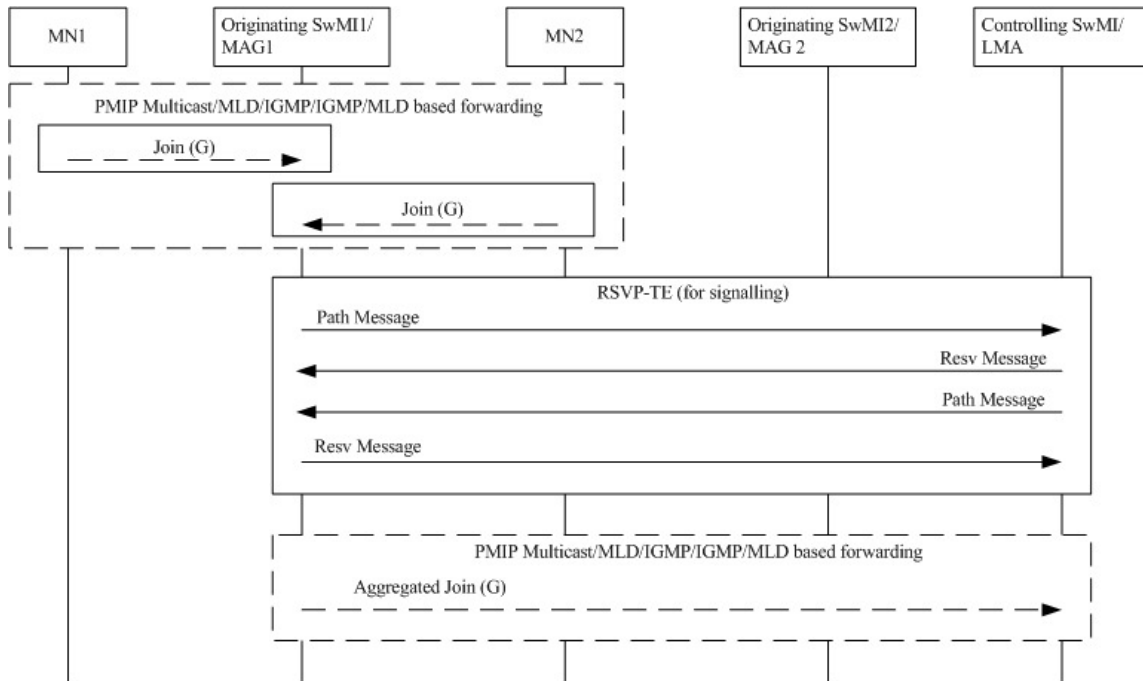 MN1
Originating SwMI1/
MAG1
MN2
Originating SwMI2/
MAG 2
Controlling SwMI/
LMA
PMIP Multicast/MLD/IGMP/IGMP/MLD based forwarding
Join (G)
Join (G)
RSVP-TE (for signalling)
Path Message
Resv Message
Path Message
Resv Message
PMIP Multicast/MLD/IGMP/IGMP/MLD based forwarding
Aggregated Join (G)